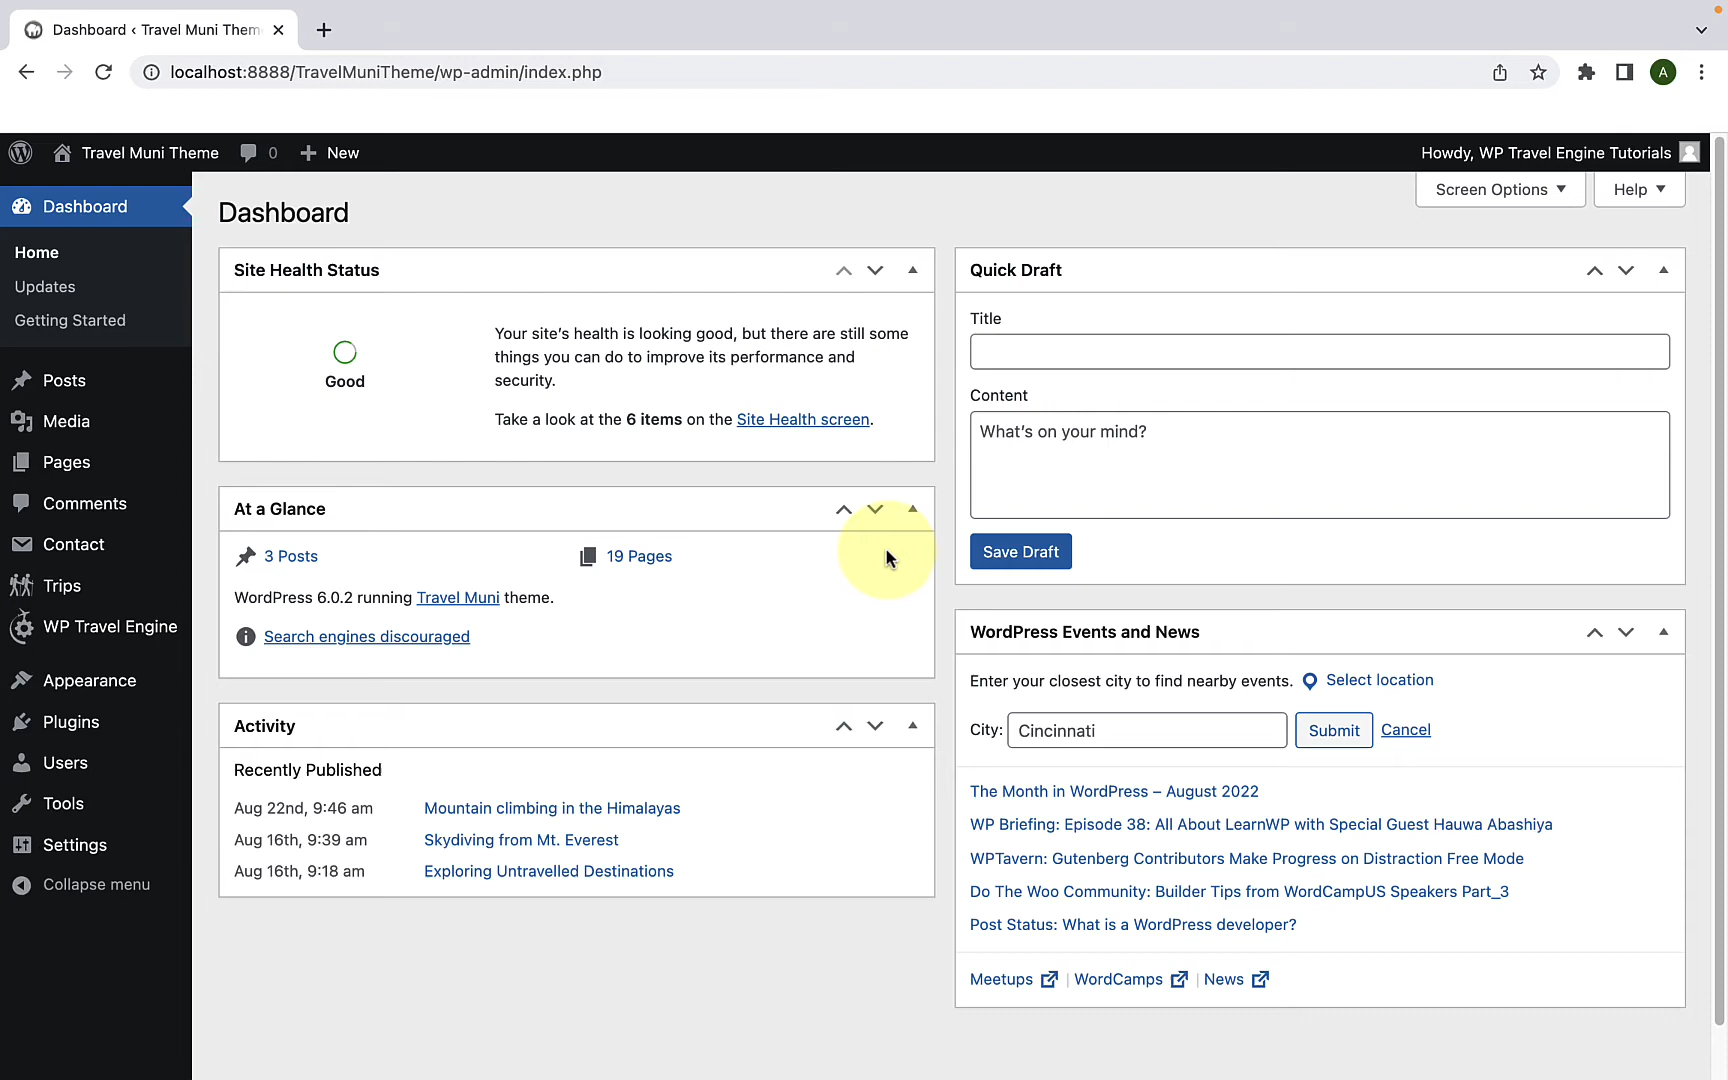 Dashboard ‹ Travel Muni Them
localhost:8888/TravelMuniTheme/wp-admin/index.php
A
Travel Muni Theme
0
New
Howdy, WP Travel Engine Tutorials
Screen Options
Help
Dashboard
Home
Updates
Getting Started
Posts
Media
Pages
Comments
Contact
Trips
WP Travel Engine
Appearance
Plugins
Users
Tools
Settings
Collapse menu
Dashboard
Site Health Status
Good
Your site’s health is looking good, but there are still some
things you can do to improve its performance and
security.
Take a look at the 6 items on the Site Health screen.
At a Glance
3 Posts
19 Pages
WordPress 6.0.2 running Travel Muni theme.
Search engines discouraged
Activity
Recently Published
Aug 22nd, 9:46 am Mountain climbing in the Himalayas
Aug 16th, 9:39 am Skydiving from Mt. Everest
Aug 16th, 9:18 am Exploring Untravelled Destinations
Quick Draft
Title
Content
What’s on your mind?
Save Draft
WordPress Events and News
Enter your closest city to find nearby events. Select location
City: Cincinnati Submit Cancel
The Month in WordPress – August 2022
WP Briefing: Episode 38: All About LearnWP with Special Guest Hauwa Abashiya
WPTavern: Gutenberg Contributors Make Progress on Distraction Free Mode
Do The Woo Community: Builder Tips from WordCampUS Speakers Part_3
Post Status: What is a WordPress developer?
Meetups | WordCamps | News